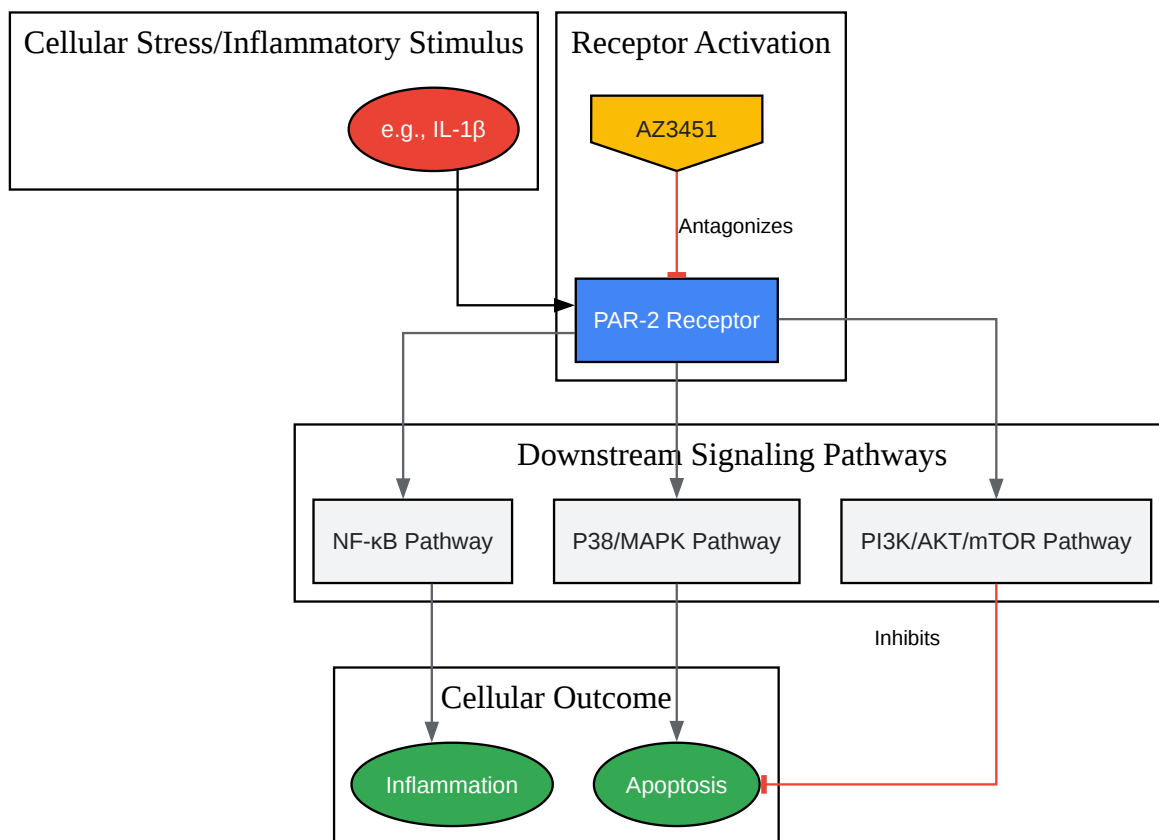 Cellular Stress/Inflammatory Stimulus
Receptor Activation
e.g., IL-1β
AZ3451
Antagonizes
PAR-2 Receptor
Downstream Signaling Pathways
NF-κB Pathway
P38/MAPK Pathway
PI3K/AKT/mTOR Pathway
Inhibits
Cellular Outcome
Inflammation
Apoptosis